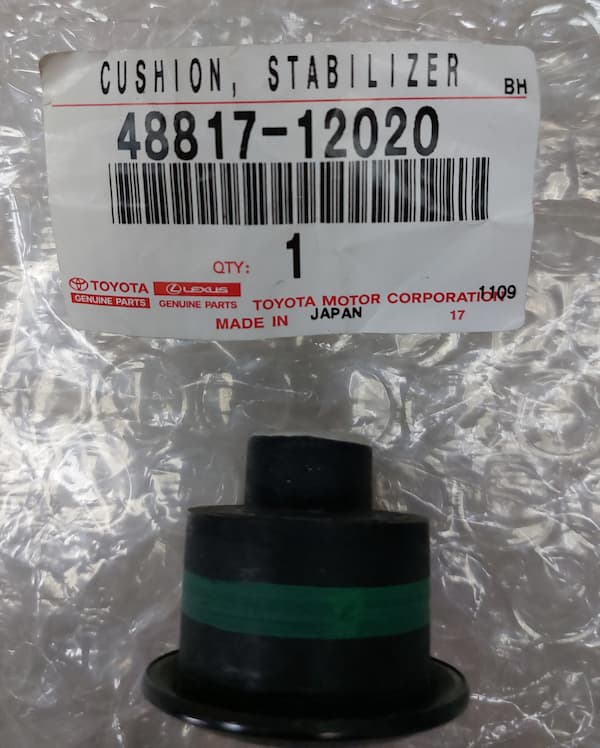 CUSHION, STABILIZER
BH
48817-12020
QTY: 1
TOYOTA
GENUINE PARTS
LEXUS
GENUINE PARTS
TOYOTA MOTOR CORPORATION
1109
MADE IN JAPAN
17